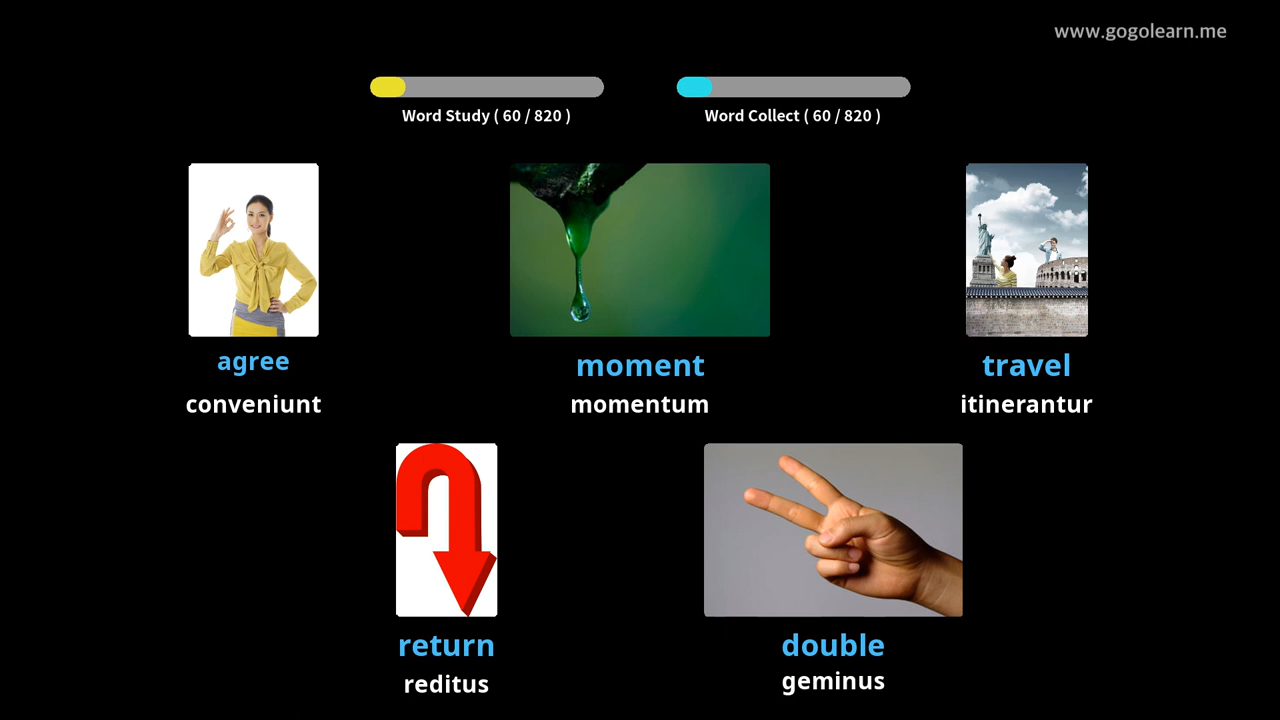 www.gogolearn.me
Word Study ( 60 / 820 )
Word Collect ( 60 / 820 )
agree
conveniunt
moment
momentum
travel
itinerantur
return
reditus
double
geminus